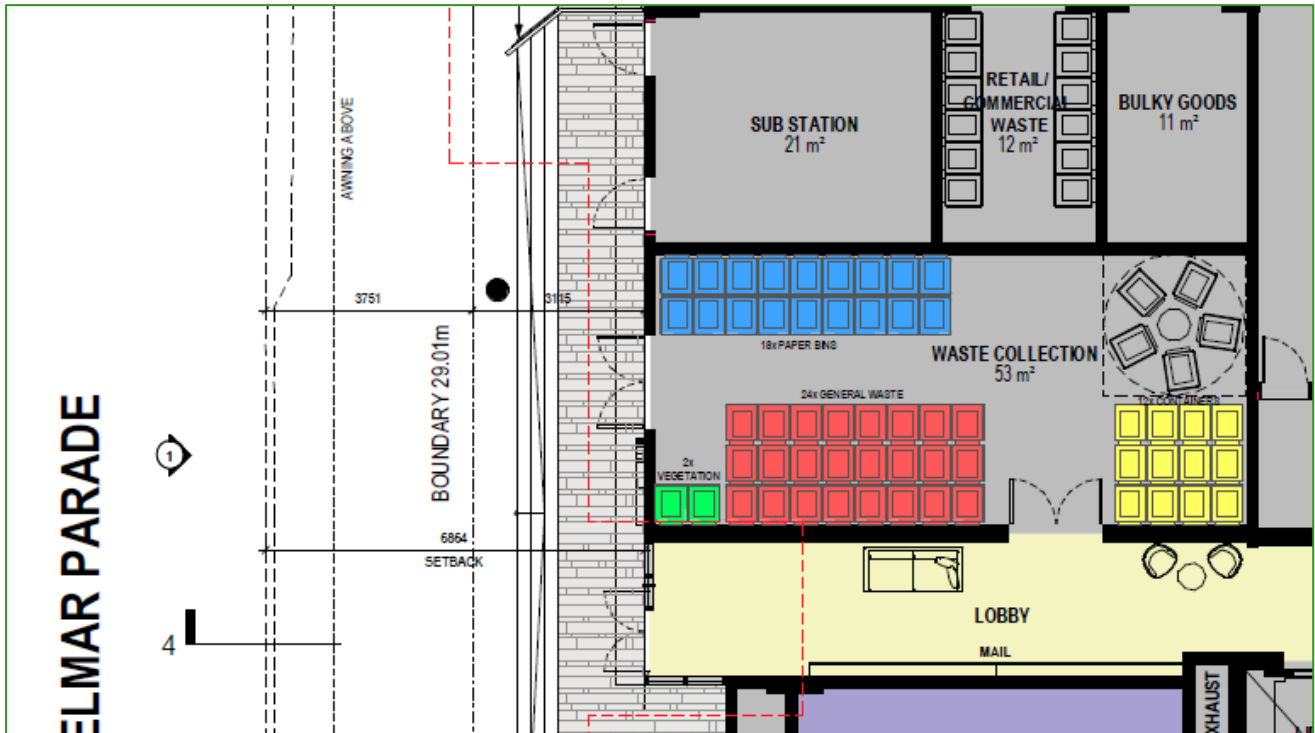 AWNING ABOVE
SUB STATION
21 m²
RETAIL/
COMMERCIAL
WASTE
12 m²
BULKY GOODS
11 m²
3751
3115
18x PAPER BINS
WASTE COLLECTION
53 m²
BOUNDARY 29.01m
24x GENERAL WASTE
12x CONTAINERS
ELMAR PARADE
1
2x
VEGETATION
6864
SETBACK
4
LOBBY
MAIL
XHAUST